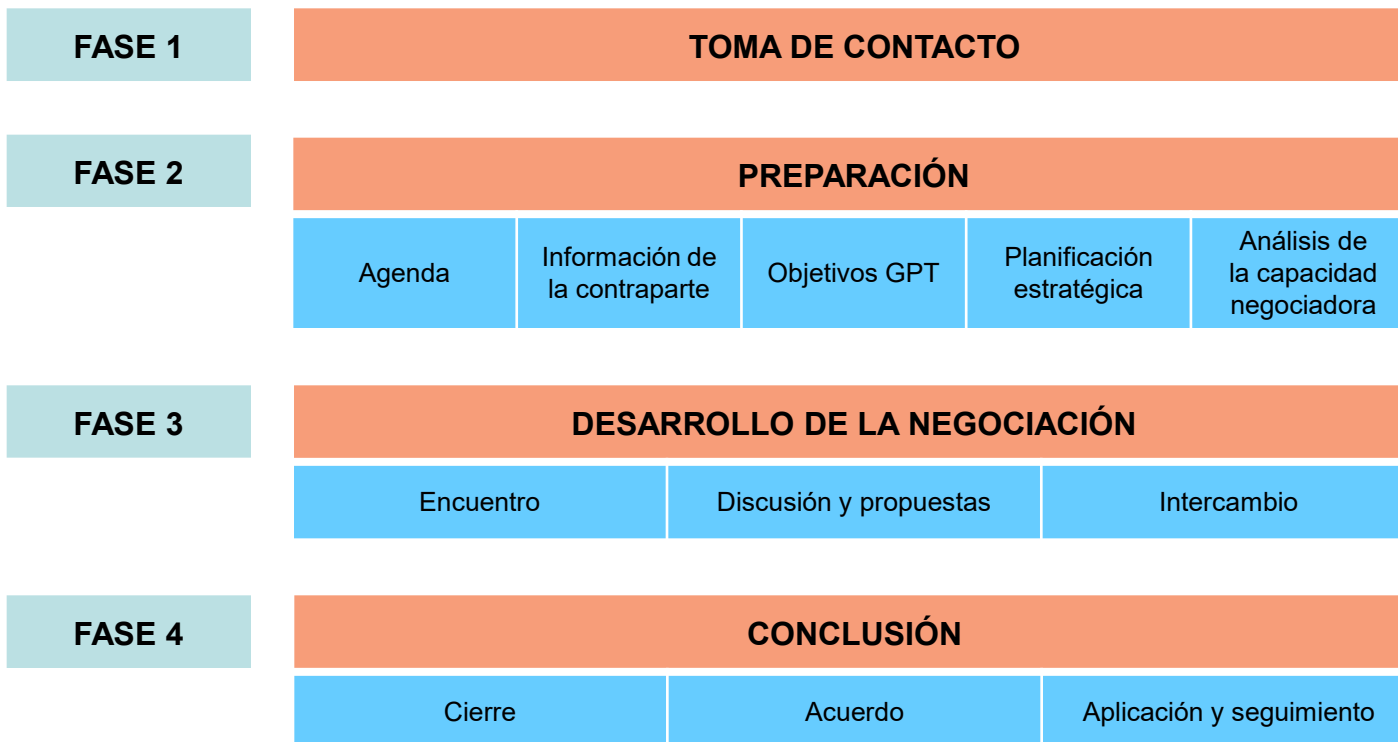 FASE 1
TOMA DE CONTACTO
FASE 2
PREPARACIÓN
Agenda
Información de
la contraparte
Objetivos GPT
Planificación
estratégica
Análisis de
la capacidad
negociadora
FASE 3
DESARROLLO DE LA NEGOCIACIÓN
Encuentro
Discusión y propuestas
Intercambio
FASE 4
CONCLUSIÓN
Cierre
Acuerdo
Aplicación y seguimiento